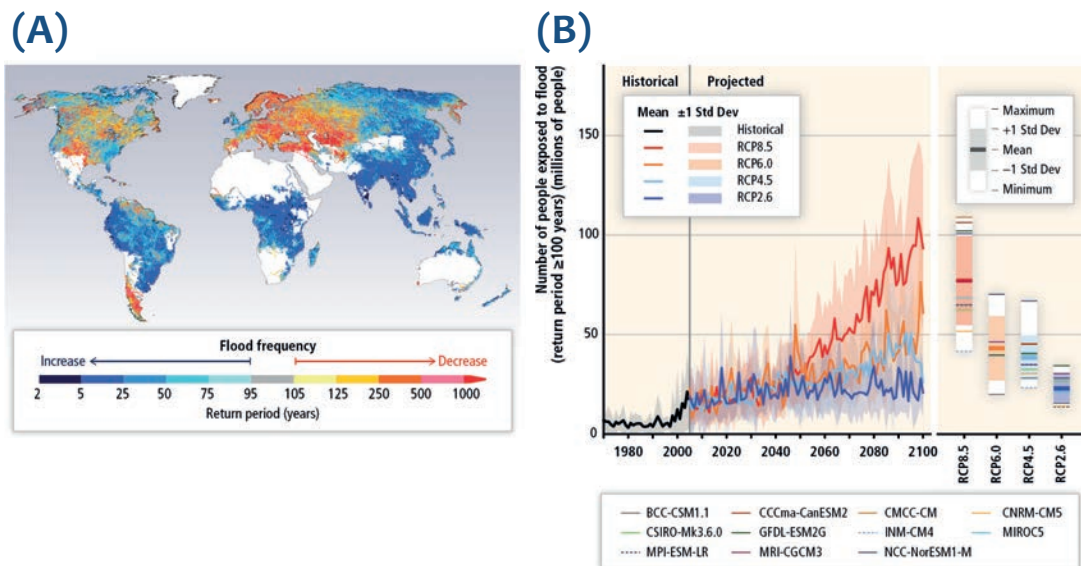 (A)
Flood frequency
Increase
Decrease
2 5 25 50 75 95 105 125 250 500 1000
Return period (years)
(B)
Number of people exposed to flood
(return period ≥100 years) (millions of people)
Historical Projected
Mean ±1 Std Dev
Historical
RCP8.5
RCP6.0
RCP4.5
RCP2.6
150
100
50
0
1980 2000 2020 2040 2060 2080 2100
Maximum
+1 Std Dev
Mean
−1 Std Dev
Minimum
RCP8.5
RCP6.0
RCP4.5
RCP2.6
BCC-CSM1.1 CCCma-CanESM2 CMCC-CM CNRM-CM5
CSIRO-Mk3.6.0 GFDL-ESM2G INM-CM4 MIROC5
MPI-ESM-LR MRI-CGCM3 NCC-NorESM1-M